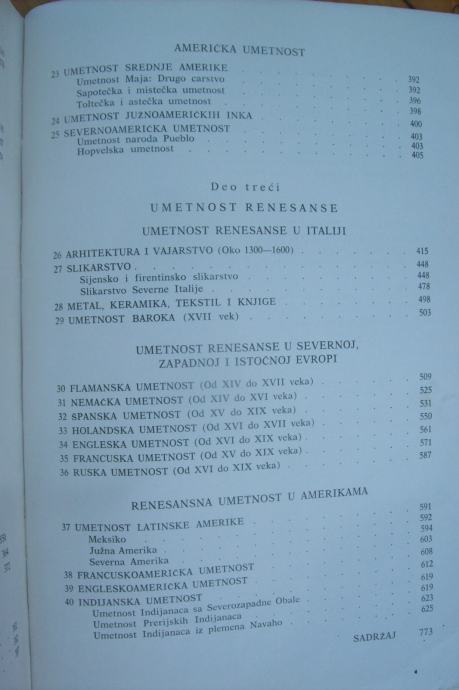 AMERIČKA UMETNOST
23 UMETNOST SREDNJE AMERIKE . . . . . . . 392
Umetnost Maja: Drugo carstvo . . . . . . . 392
Sapotečka i mistečka umetnost . . . . . . . 396
Toltečka i astečka umetnost . . . . . . . 398
24 UMETNOST JUZNOAMERICKIH INKA . . . . . . . 400
25 SEVERNOAMERIČKA UMETNOST . . . . . . . 403
Umetnost naroda Pueblo . . . . . . . 403
Hopvelska umetnost . . . . . . . 405
Deo treći
UMETNOST RENESANSE
UMETNOST RENESANSE U ITALIJI
26 ARHITEKTURA I VAJARSTVO (Oko 1300—1600) . . . . . 415
27 SLIKARSTVO . . . . . . . 448
Sijensko i firentinsko slikarstvo . . . . . . . 448
Slikarstvo Severne Italije . . . . . . . 478
28 METAL, KERAMIKA, TEKSTIL I KNJIGE . . . . . . . 498
29 UMETNOST BAROKA (XVII vek) . . . . . . . 503
UMETNOST RENESANSE U SEVERNOJ,
ZAPADNOJ I ISTOČNOJ EVROPI
30 FLAMANSKA UMETNOST (Od XIV do XVII veka) . . . . . 509
31 NEMAČKA UMETNOST (Od XIV do XVI veka) . . . . . 525
32 ŠPANSKA UMETNOST (Od XV do XIX veka) . . . . . 531
33 HOLANDSKA UMETNOST (Od XVI do XVII veka) . . . . . 550
34 ENGLESKA UMETNOST (Od XVI do XIX veka) . . . . . 561
35 FRANCUSKA UMETNOST (Od XV do XIX veka) . . . . . 571
36 RUSKA UMETNOST (Od XVI do XIX veka) . . . . . 587
RENESANSNA UMETNOST U AMERIKAMA
37 UMETNOST LATINSKE AMERIKE . . . . . . . 591
Meksiko . . . . . . . 592
Južna Amerika . . . . . . . 594
Severna Amerika . . . . . . . 603
38 FRANCUSKOAMERIČKA UMETNOST . . . . . . . 608
39 ENGLESKOAMERIČKA UMETNOST . . . . . . . 612
40 INDIJANSKA UMETNOST . . . . . . . 619
Umetnost Indijanaca sa Severozapadne Obale . . . . . 619
Umetnost Prerijskih Indijanaca . . . . . . . 623
Umetnost Indijanaca iz plemena Navaho . . . . . 625
SADRŽAJ 773